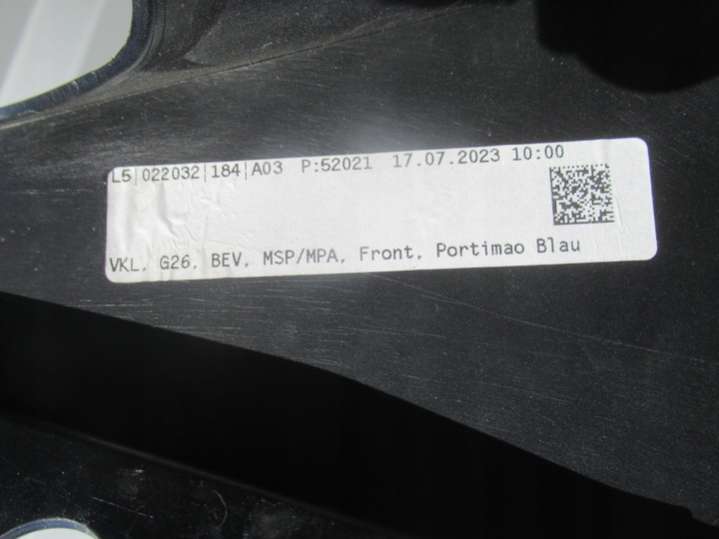 L5|022032|184|A03 P:52021 17.07.2023 10:00
VKL, G26, BEV, MSP/MPA, Front, Portimao Blau